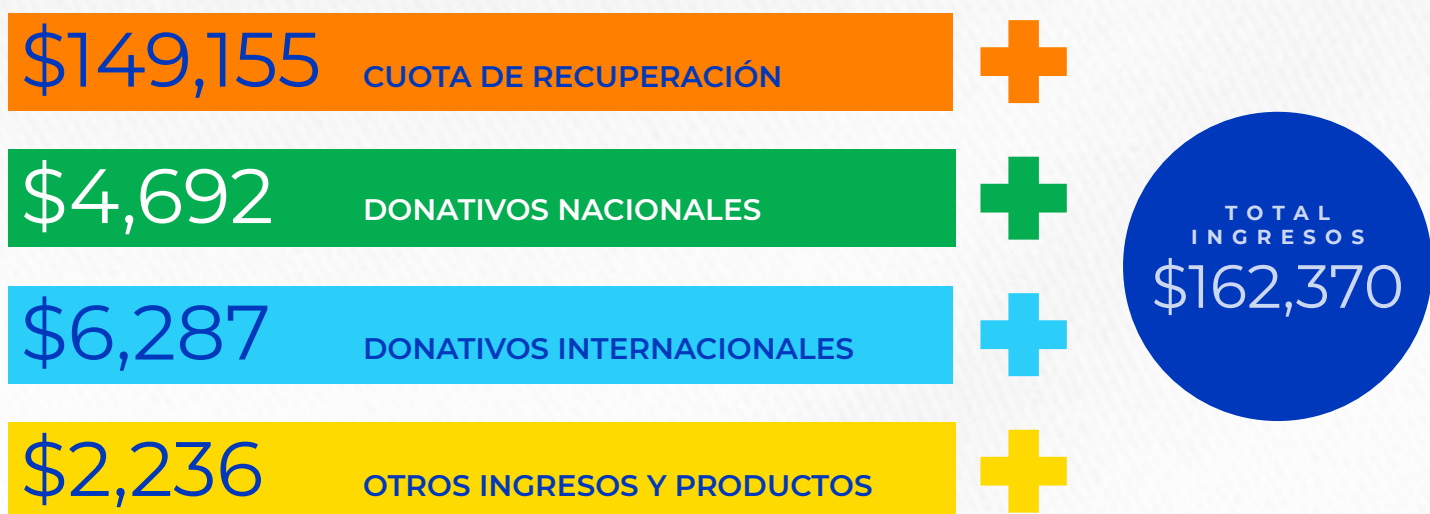 $149,155 CUOTA DE RECUPERACIÓN
$4,692 DONATIVOS NACIONALES
$6,287 DONATIVOS INTERNACIONALES
$2,236 OTROS INGRESOS Y PRODUCTOS
TOTAL
INGRESOS
$162,370